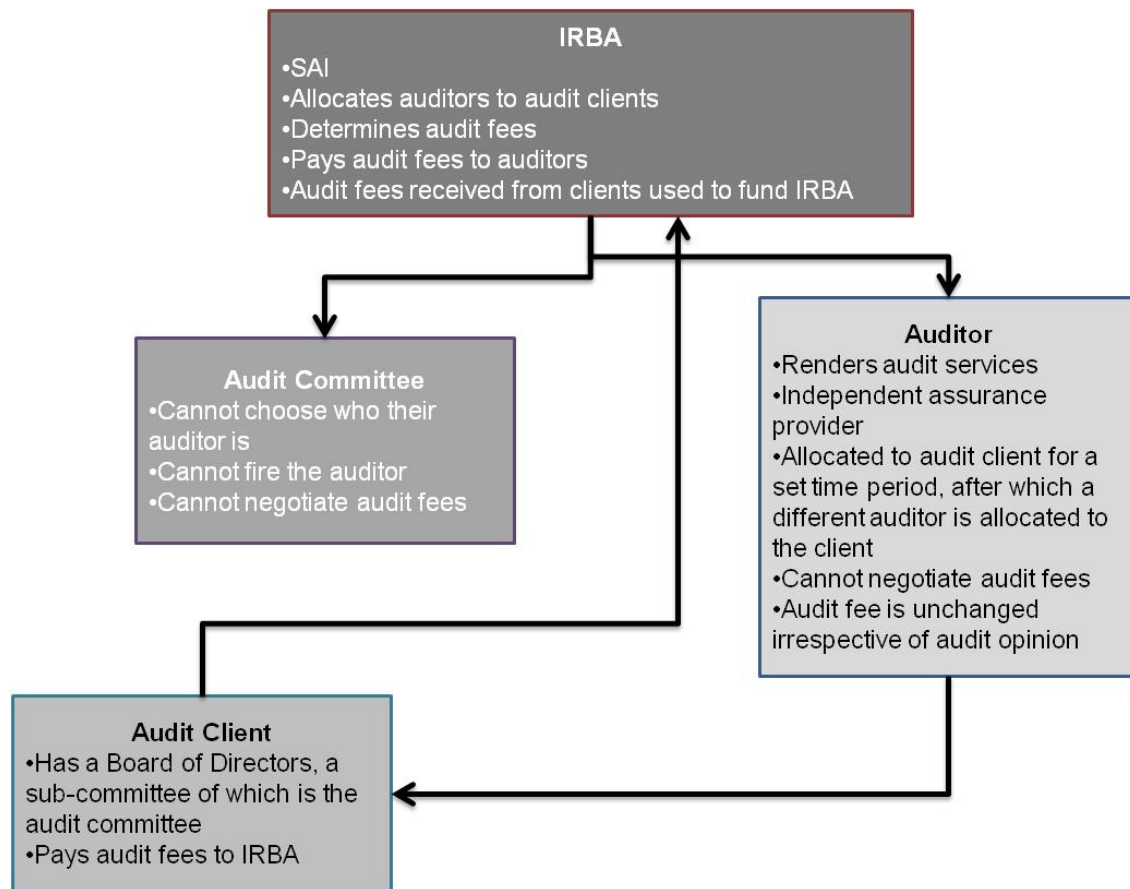 IRBA
•SAI
•Allocates auditors to audit clients
•Determines audit fees
•Pays audit fees to auditors
•Audit fees received from clients used to fund IRBA
Audit Committee
•Cannot choose who their
auditor is
•Cannot fire the auditor
•Cannot negotiate audit fees
Auditor
•Renders audit services
•Independent assurance
provider
•Allocated to audit client for a
set time period, after which a
different auditor is allocated to
the client
•Cannot negotiate audit fees
•Audit fee is unchanged
irrespective of audit opinion
Audit Client
•Has a Board of Directors, a
sub-committee of which is the
audit committee
•Pays audit fees to IRBA